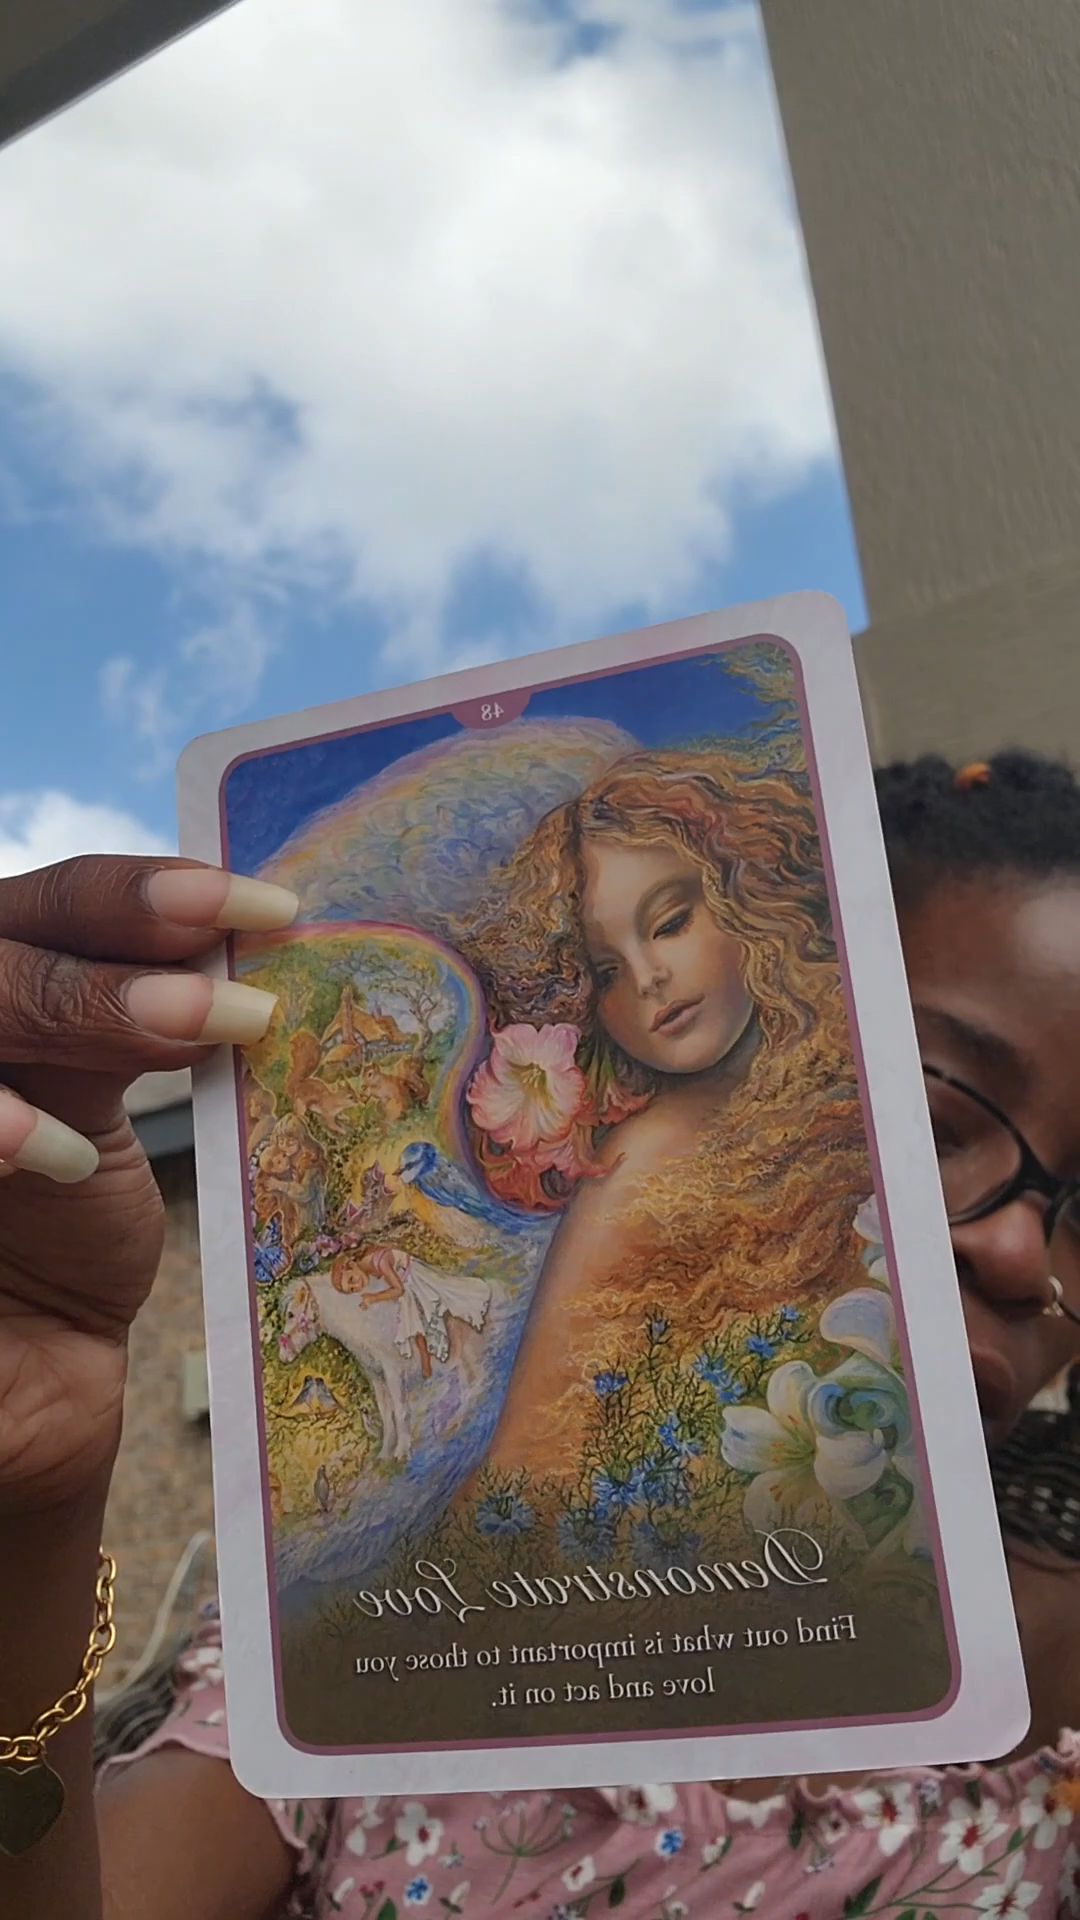 48
Demonstrate Love
Find out what is important to those you
love and act on it.